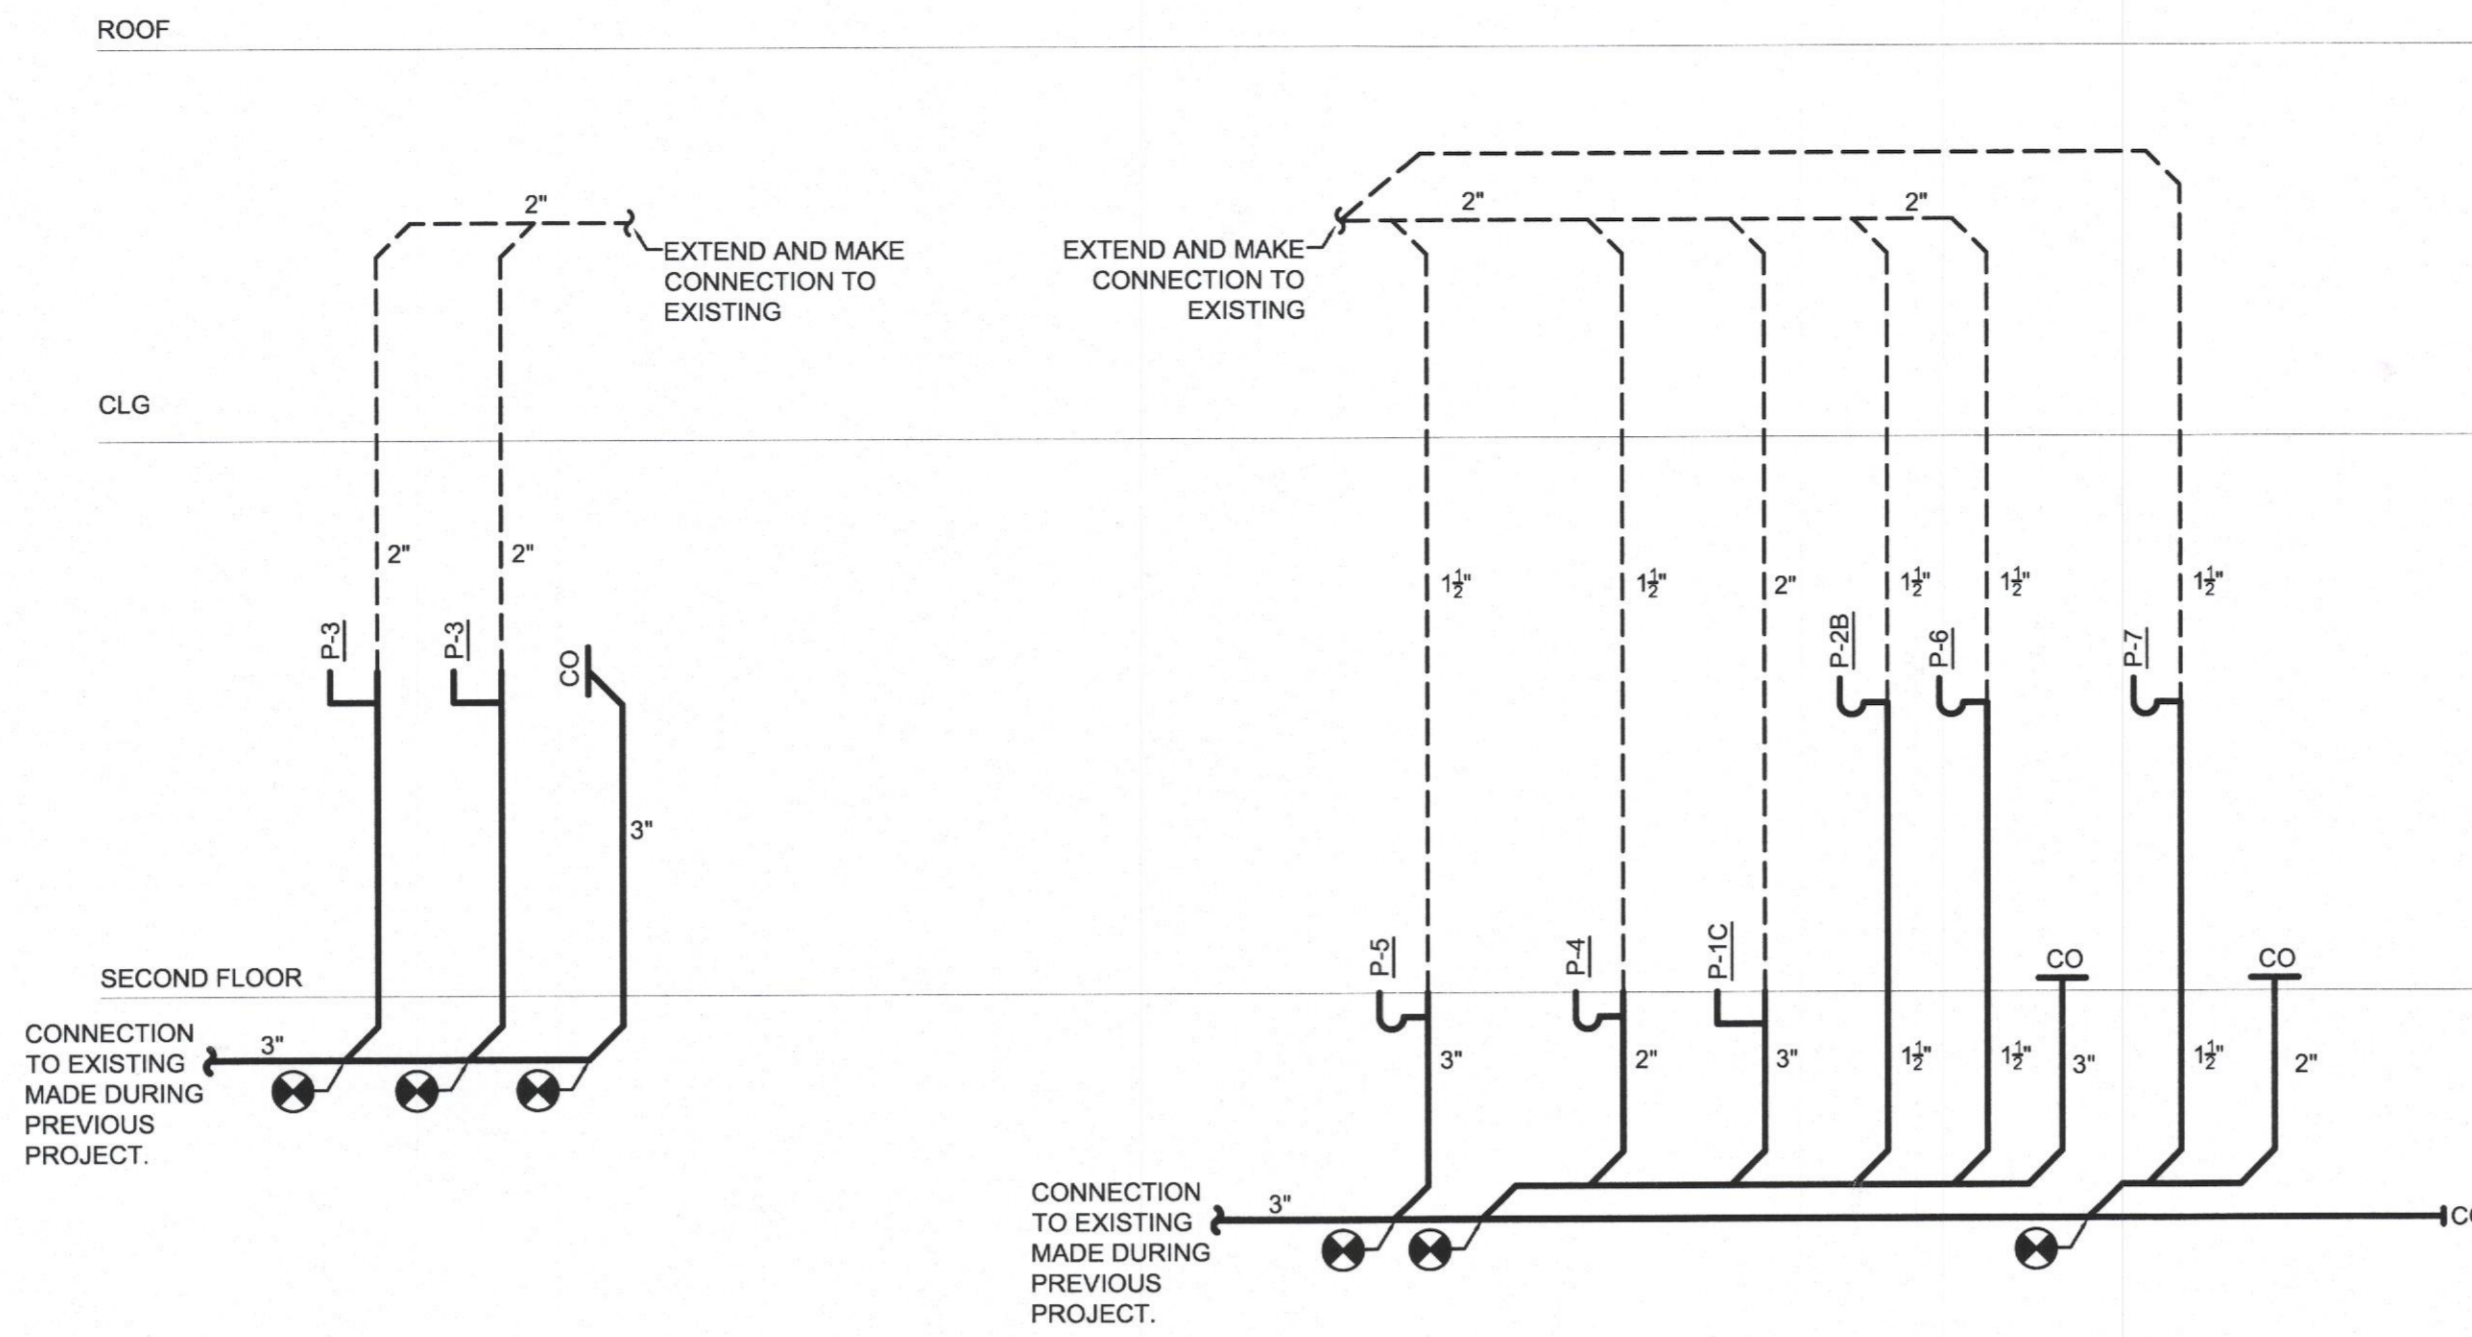 ROOF
2"
2"
2"
EXTEND AND MAKE
CONNECTION TO
EXISTING
EXTEND AND MAKE
CONNECTION TO
EXISTING
CLG
2"
2"
1½"
1½"
2"
1½"
1½"
1½"
P-3
P-3
CO
P-2B
P-6
P-7
3"
P-5
P-4
P-1C
CO
CO
SECOND FLOOR
CONNECTION
TO EXISTING
MADE DURING
PREVIOUS
PROJECT.
3"
3"
2"
3"
1½"
1½"
3"
1½"
2"
CONNECTION
TO EXISTING
MADE DURING
PREVIOUS
PROJECT.
3"